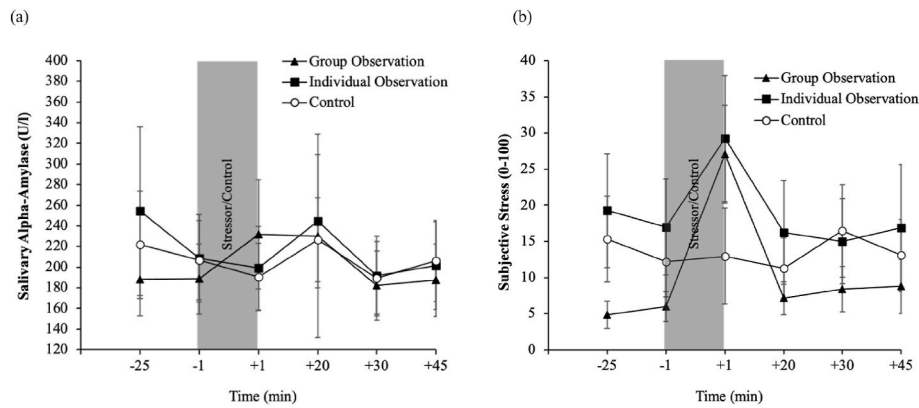 (a)
Salivary Alpha-Amylase (U/l)
400
380
360
340
320
300
280
260
240
220
200
180
160
140
120
Stressor/Control
Group Observation
Individual Observation
Control
-25
-1
+1
+20
+30
+45
Time (min)
(b)
Subjective Stress (0-100)
40
35
30
25
20
15
10
5
0
Stressor/Control
Group Observation
Individual Observation
Control
-25
-1
+1
+20
+30
+45
Time (min)